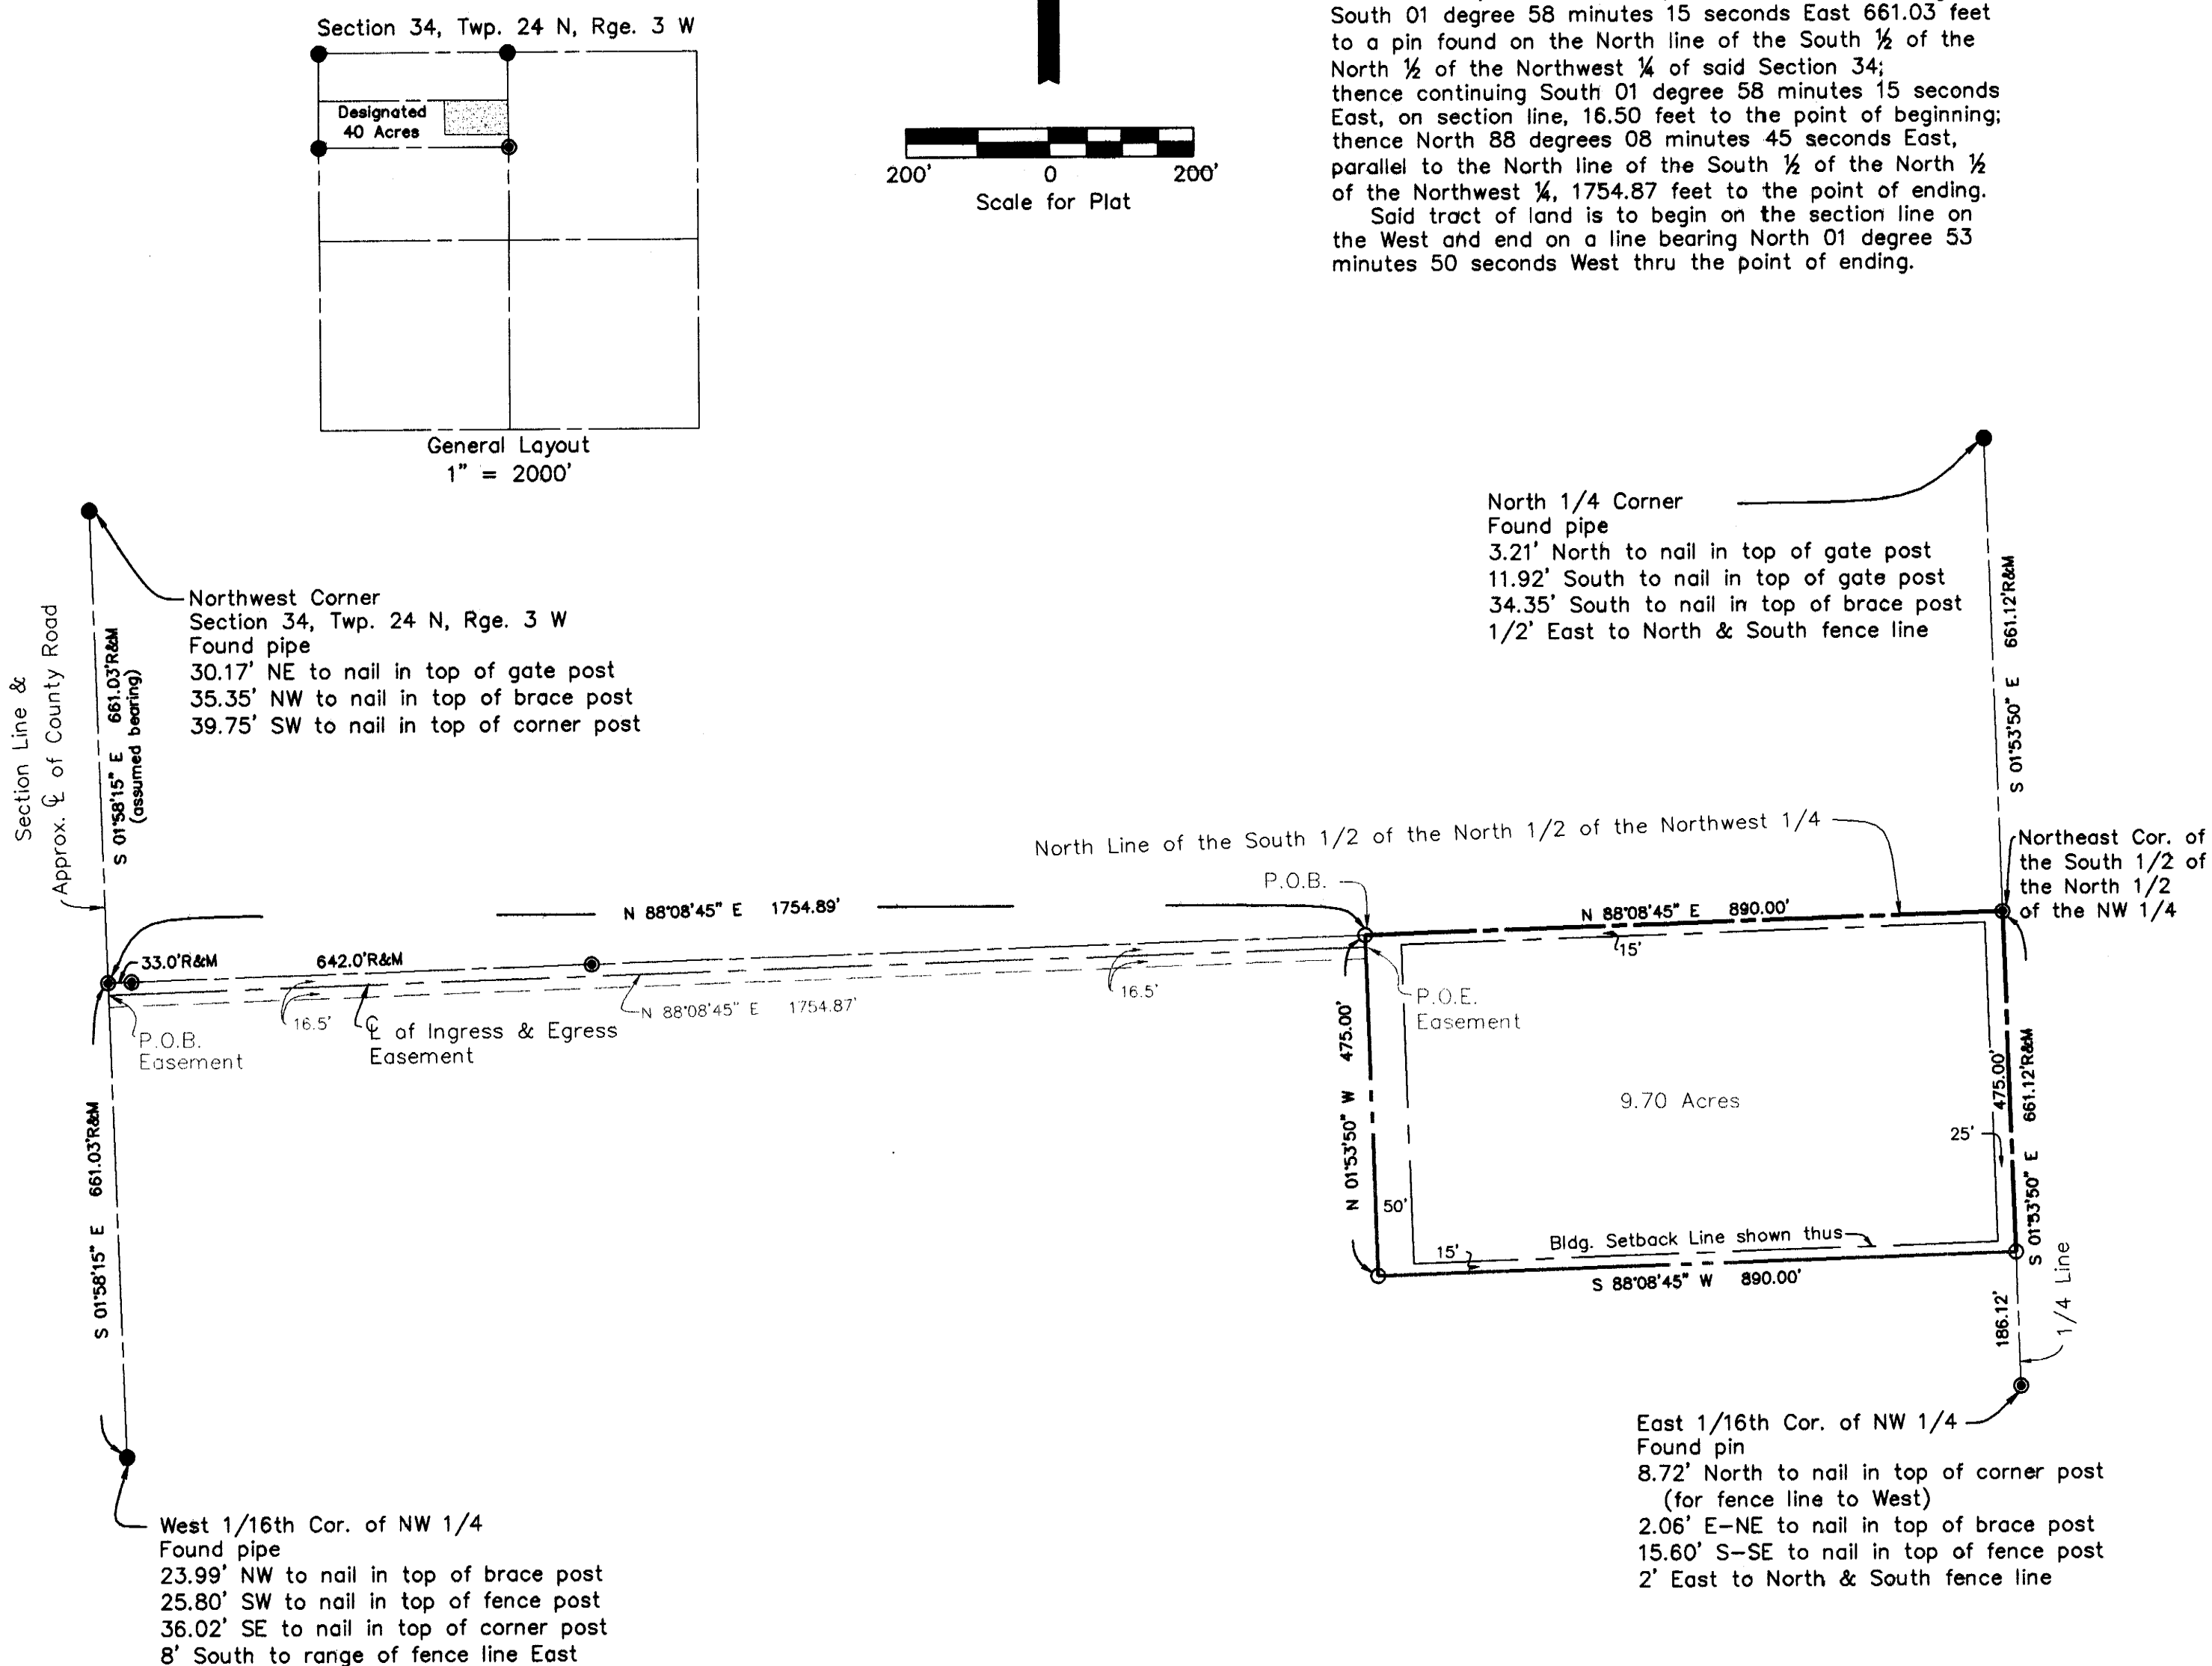 Section 34, Twp. 24 N, Rge. 3 W
Designated
40 Acres
General Layout
1" = 2000'
200' 0 200'
Scale for Plat
South 01 degree 58 minutes 15 seconds East 661.03 feet
to a pin found on the North line of the South ½ of the
North ½ of the Northwest ¼ of said Section 34;
thence continuing South 01 degree 58 minutes 15 seconds
East, on section line, 16.50 feet to the point of beginning;
thence North 88 degrees 08 minutes 45 seconds East,
parallel to the North line of the South ½ of the North ½
of the Northwest ¼, 1754.87 feet to the point of ending.
Said tract of land is to begin on the section line on
the West and end on a line bearing North 01 degree 53
minutes 50 seconds West thru the point of ending.
North 1/4 Corner
Found pipe
3.21' North to nail in top of gate post
11.92' South to nail in top of gate post
34.35' South to nail in top of brace post
1/2' East to North & South fence line
S 01°53'50" E 661.12'R&M
Northwest Corner
Section 34, Twp. 24 N, Rge. 3 W
Found pipe
30.17' NE to nail in top of gate post
35.35' NW to nail in top of brace post
39.75' SW to nail in top of corner post
Section Line &
Approx. ℄ of County Road
S 01°58'15" E 661.03'R&M
(assumed bearing)
North Line of the South 1/2 of the North 1/2 of the Northwest 1/4
Northeast Cor. of
the South 1/2 of
the North 1/2
of the NW 1/4
P.O.B.
N 88°08'45" E 1754.89'
N 88°08'45" E 890.00'
15'
33.0'R&M
642.0'R&M
16.5'
16.5'
N 88°08'45" E 1754.87'
℄ of Ingress & Egress
Easement
P.O.B.
Easement
P.O.E.
Easement
N 01°53'50" W 475.00'
9.70 Acres
475.00'
S 01°53'50" E 661.12'R&M
25'
50'
15'
Bldg. Setback Line shown thus
S 88°08'45" W 890.00'
S 01°58'15" E 661.03'R&M
186.12'
1/4 Line
East 1/16th Cor. of NW 1/4
Found pin
8.72' North to nail in top of corner post
(for fence line to West)
2.06' E-NE to nail in top of brace post
15.60' S-SE to nail in top of fence post
2' East to North & South fence line
West 1/16th Cor. of NW 1/4
Found pipe
23.99' NW to nail in top of brace post
25.80' SW to nail in top of fence post
36.02' SE to nail in top of corner post
8' South to range of fence line East